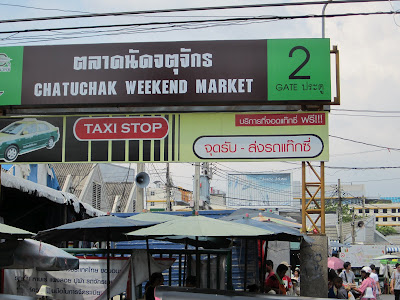 ตลาดนัดจตุจักร
CHATUCHAK WEEKEND MARKET
2
GATE ประตู
TAXI STOP
บริการที่จอดแท็กซี่ ฟรี!!!
จุดรับ - ส่งรถแท๊กซี่